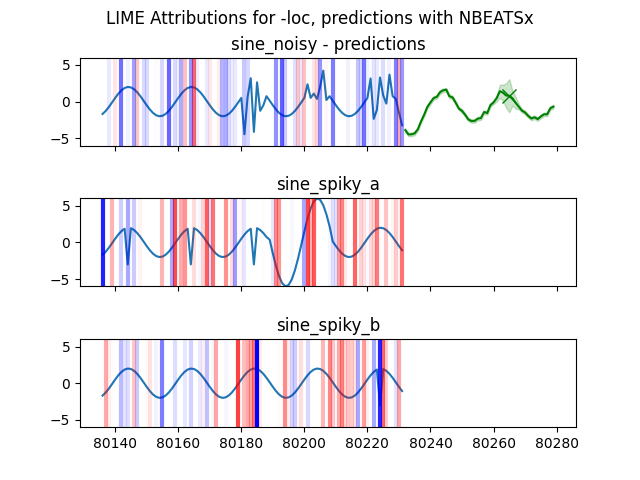 LIME Attributions for -loc, predictions with NBEATSx
sine_noisy - predictions
5
0
−5
sine_spiky_a
5
0
−5
sine_spiky_b
5
0
−5
80140 80160 80180 80200 80220 80240 80260 80280